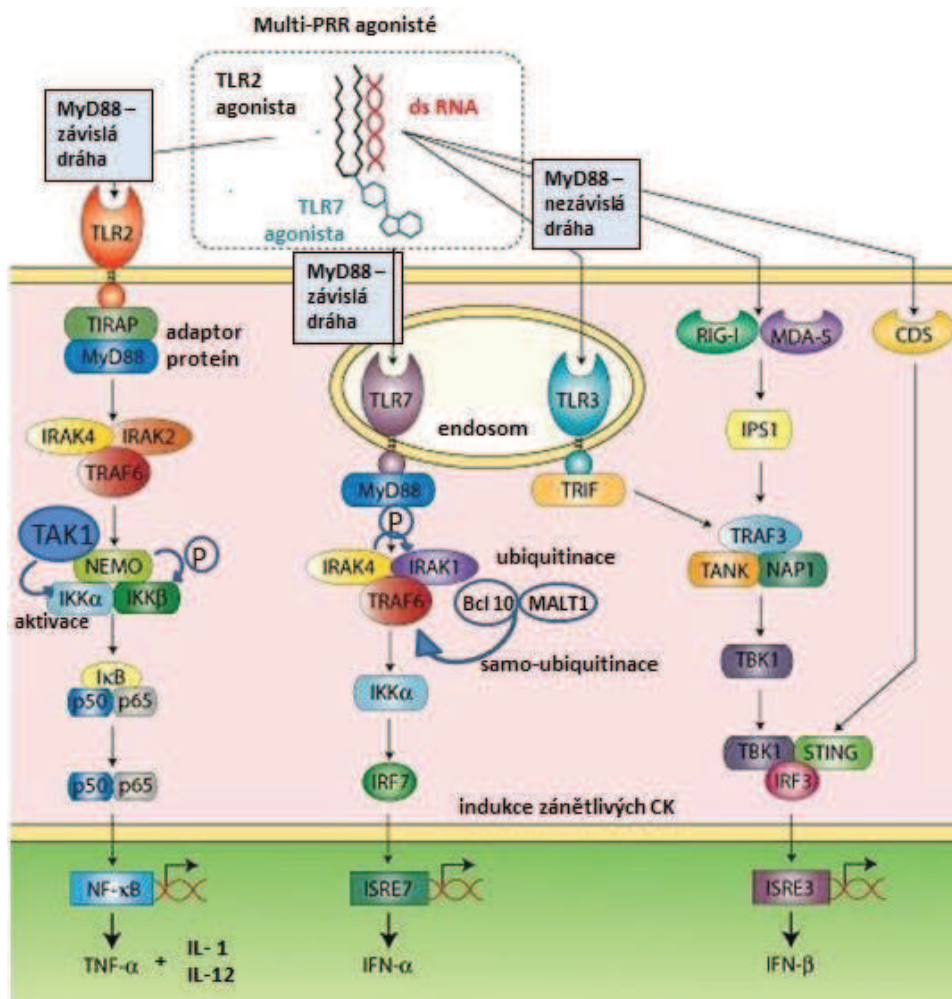 Multi-PRR agonisté
TLR2
agonista
ds RNA
TLR7
agonista
MyD88 –
závislá
dráha
MyD88 –
nezávislá
dráha
MyD88 –
závislá
dráha
TLR2
TIRAP
MyD88
adaptor
protein
IRAK4
IRAK2
TRAF6
TAK1
NEMO
P
IKKα
IKKβ
aktivace
IκB
p50
p65
p50
p65
NF-κB
TNF-α
+
IL- 1
IL-12
TLR7
TLR3
endosom
MyD88
TRIF
P
IRAK4
IRAK1
ubiquitinace
TRAF6
Bcl 10
MALT1
samo-ubiquitinace
IKKα
IRF7
indukce zánětlivých CK
ISRE7
IFN-α
RIG-I
MDA-5
CDS
IPS1
TRAF3
TANK
NAP1
TBK1
TBK1
STING
IRF3
ISRE3
IFN-β